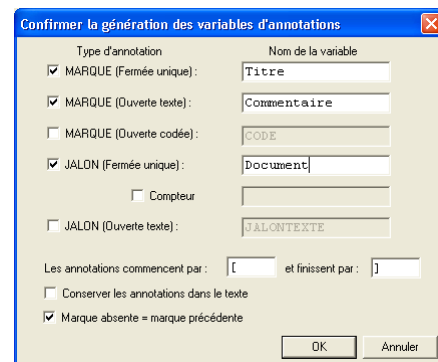 Confirmer la génération des variables d'annotations
Type d'annotation Nom de la variable
MARQUE (Fermée unique) : Titre
MARQUE (Ouverte texte) : Commentaire
MARQUE (Ouverte codée) : CODE
JALON (Fermée unique) : Document
Compteur
JALON (Ouverte texte) : JALONTEXTE
Les annotations commencent par : [ et finissent par : ]
Conserver les annotations dans le texte
Marque absente = marque précédente
OK Annuler